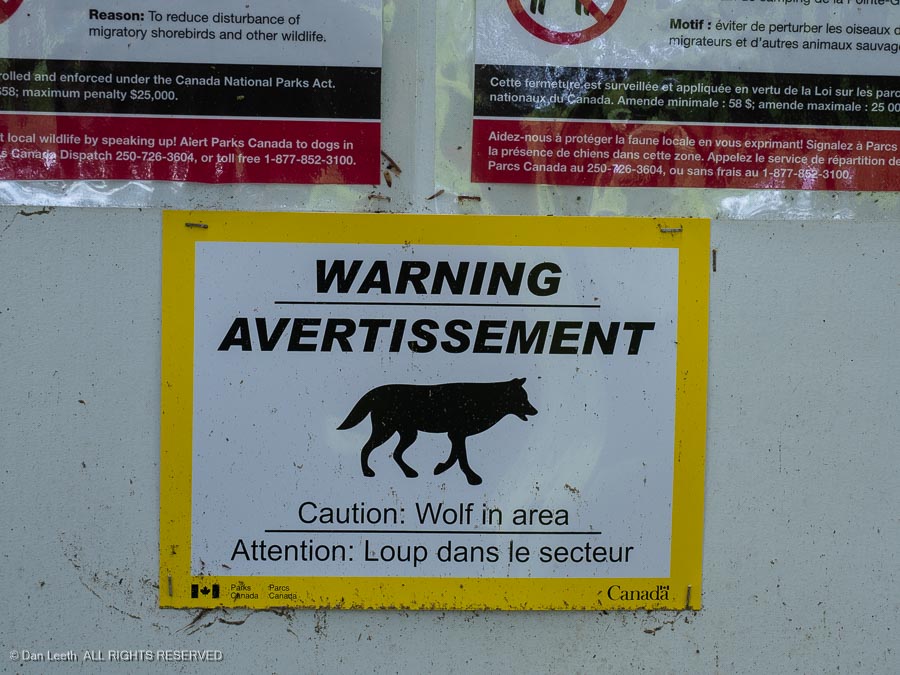 Reason: To reduce disturbance of
migratory shorebirds and other wildlife.
rolled and enforced under the Canada National Parks Act.
$58; maximum penalty $25,000.
t local wildlife by speaking up! Alert Parks Canada to dogs in
s Canada Dispatch 250-726-3604, or toll free 1-877-852-3100.
de camping de la Pointe-G
Motif : éviter de perturber les oiseaux d
migrateurs et d'autres animaux sauvag
Cette fermeture est surveillée et appliquée en vertu de la Loi sur les parc
nationaux du Canada. Amende minimale : 58 $; amende maximale : 25 00
Aidez-nous à protéger la faune locale en vous exprimant! Signalez à Parcs
la présence de chiens dans cette zone. Appelez le service de répartition de
Parcs Canada au 250-726-3604, ou sans frais au 1-877-852-3100.
WARNING
AVERTISSEMENT
Caution: Wolf in area
Attention: Loup dans le secteur
Parks Canada
Parcs Canada
Canada
© Dan Leeth ALL RIGHTS RESERVED